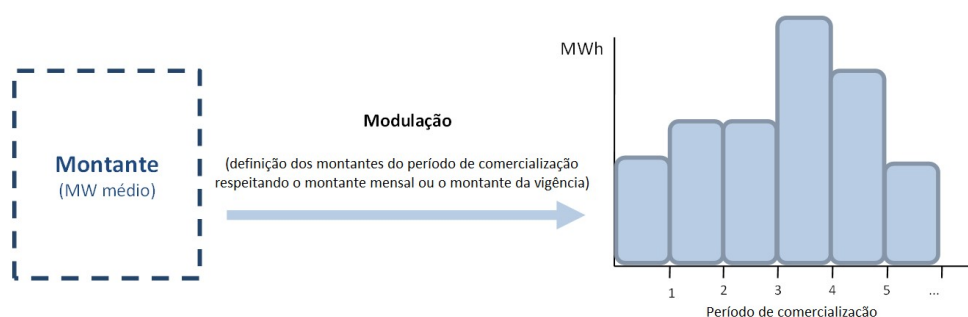 Montante
(MW médio)
Modulação
(definição dos montantes do período de comercialização
respeitando o montante mensal ou o montante da vigência)
MWh
1 2 3 4 5 ...
Período de comercialização